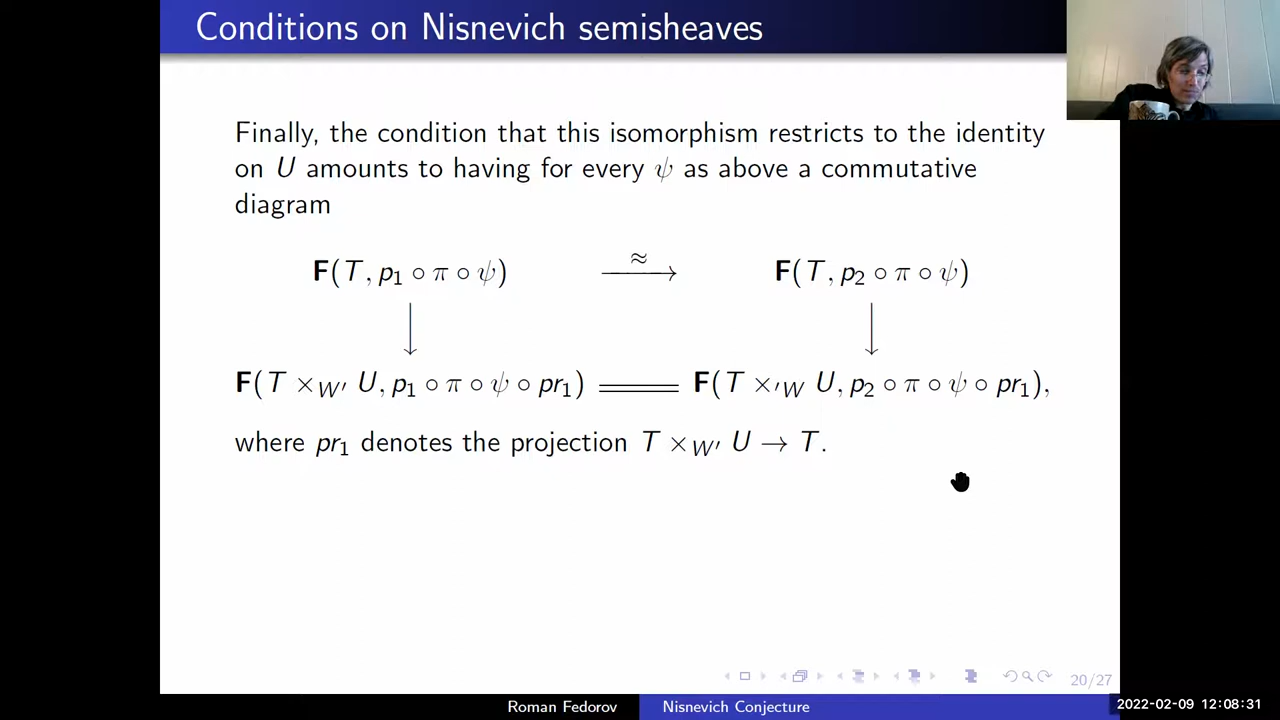 Conditions on Nisnevich semisheaves
Finally, the condition that this isomorphism restricts to the identity
on U amounts to having for every ψ as above a commutative
diagram
F(T, p₁ ∘ π ∘ ψ) ≈⟶ F(T, p₂ ∘ π ∘ ψ)
F(T ×_{W′} U, p₁ ∘ π ∘ ψ ∘ pr₁) ═══ F(T ×_{′W} U, p₂ ∘ π ∘ ψ ∘ pr₁),
where pr₁ denotes the projection T ×_{W′} U → T.
20/27
Roman Fedorov Nisnevich Conjecture
2022-02-09 12:08:31